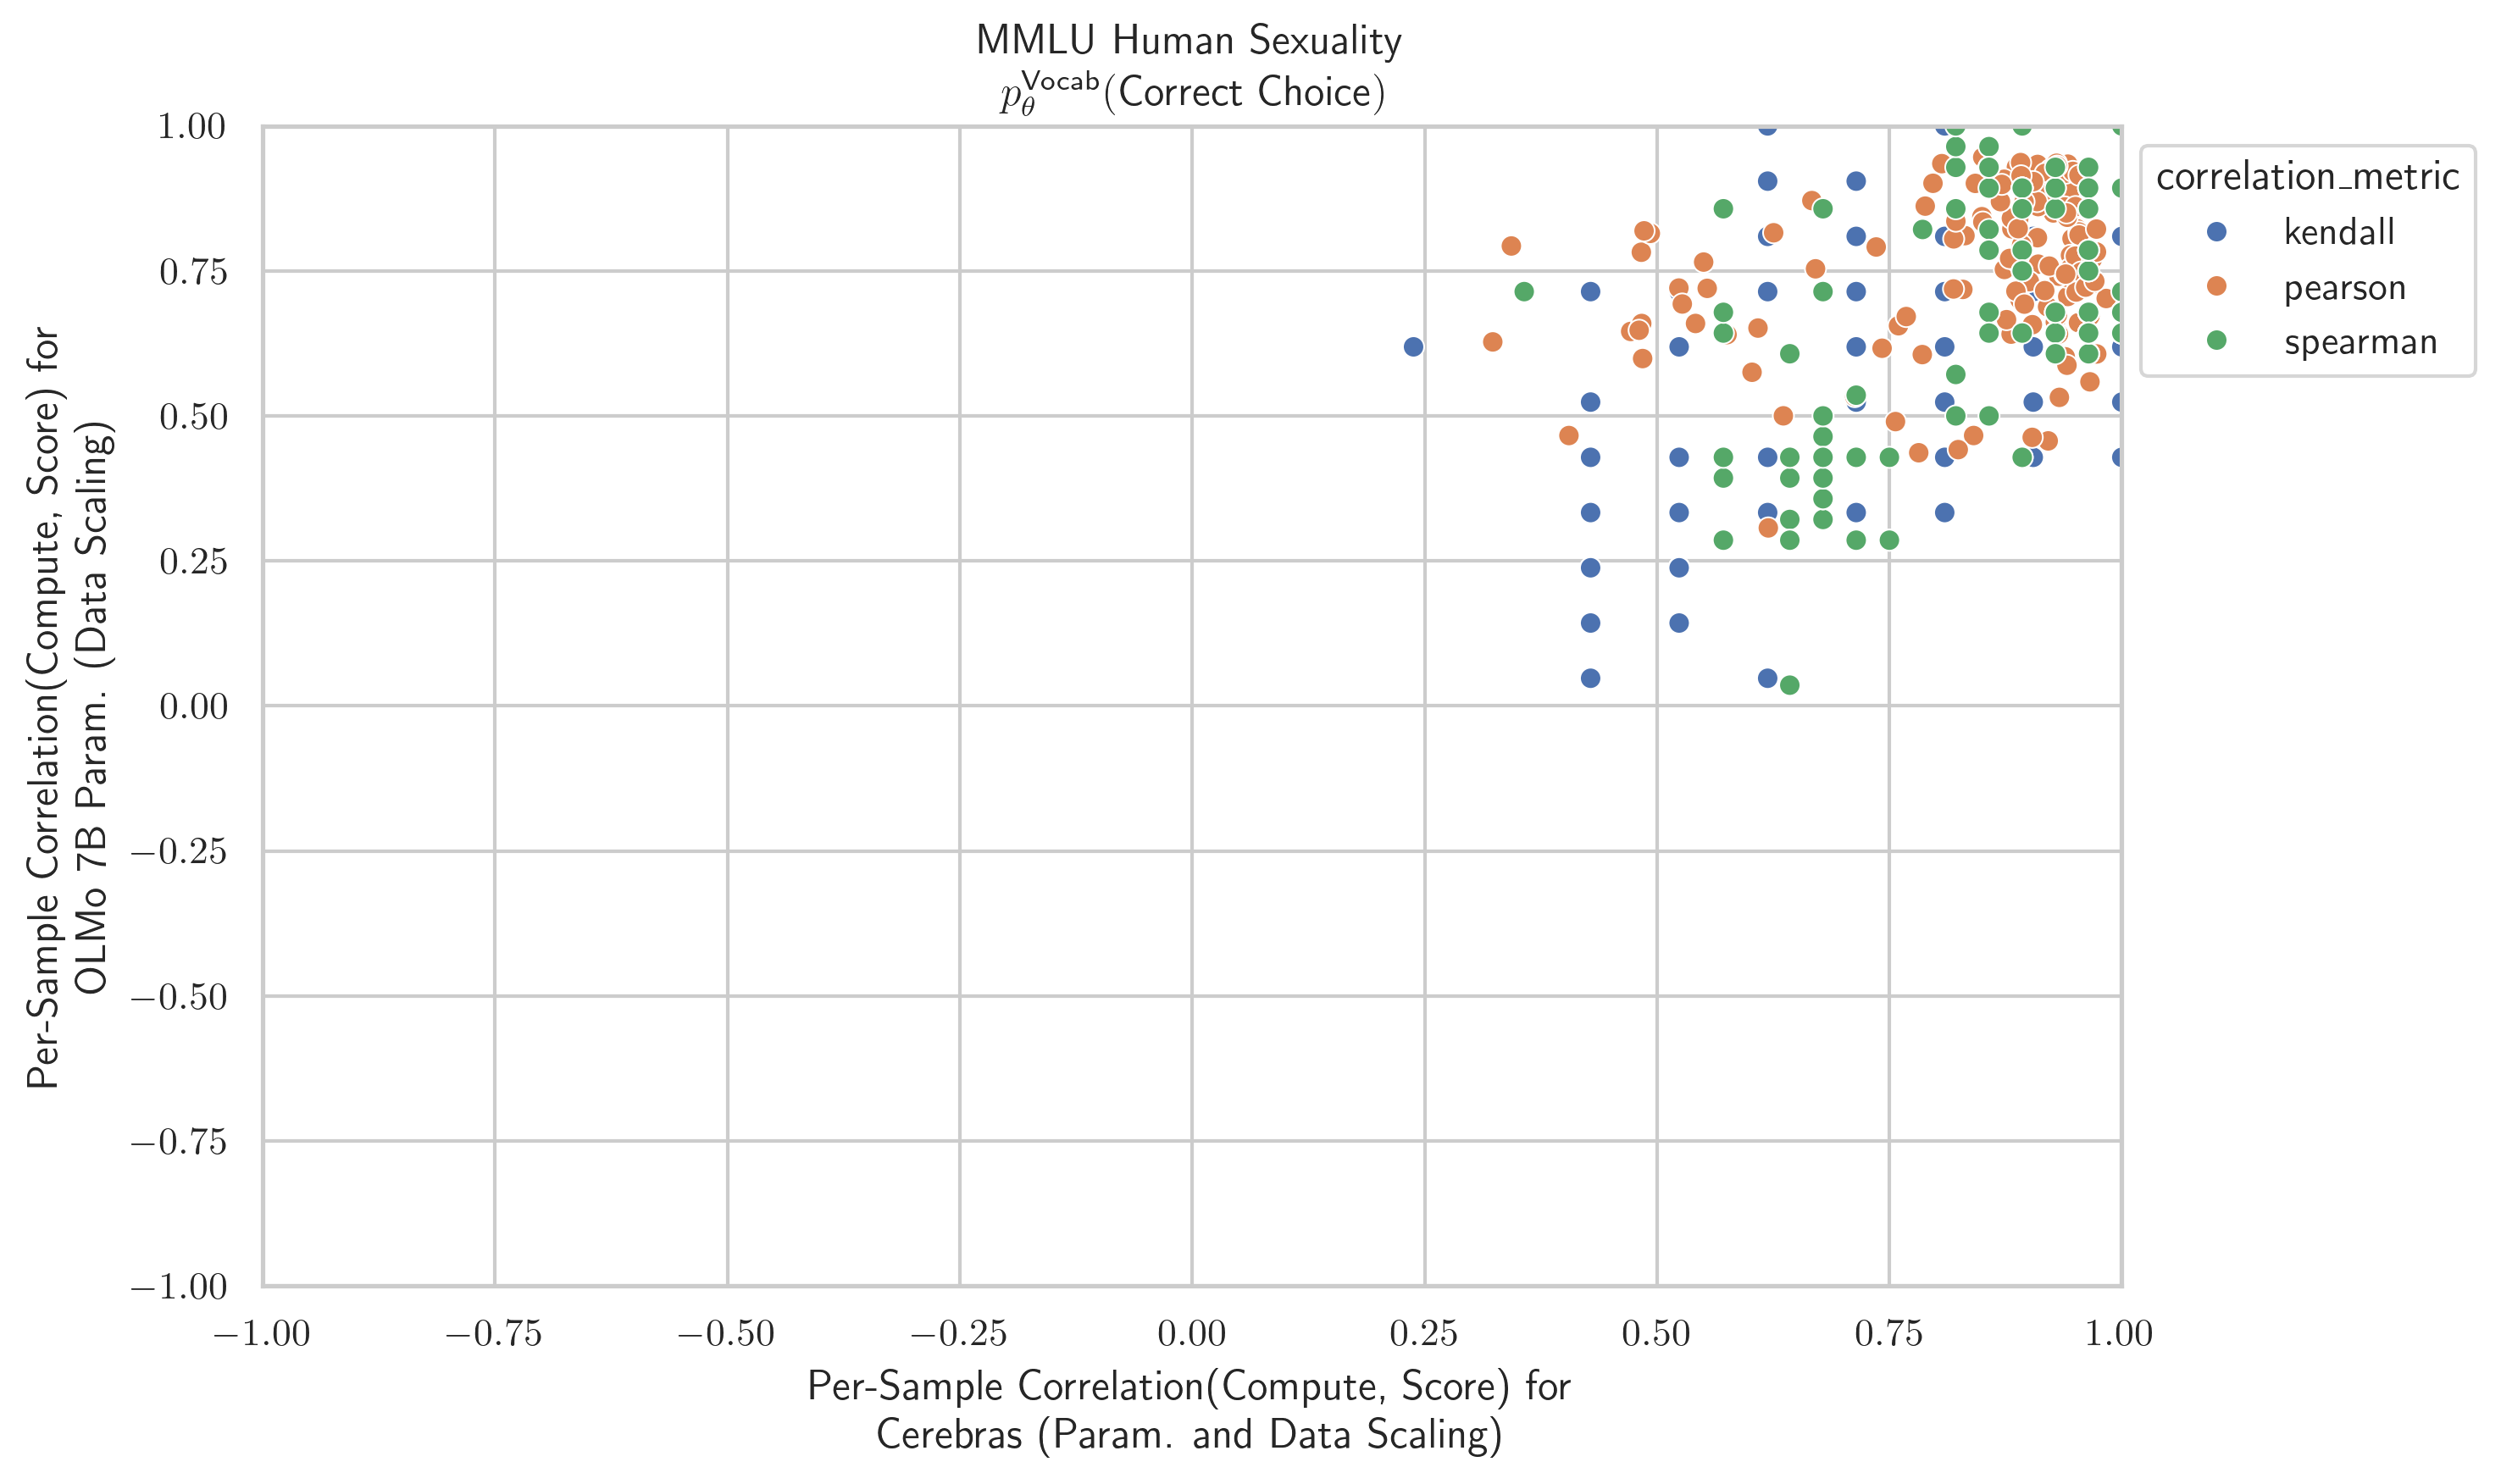 MMLU Human Sexuality
p_θ^Vocab(Correct Choice)
Per-Sample Correlation(Compute, Score) for
OLMo 7B Param. (Data Scaling)
1.00
0.75
0.50
0.25
0.00
−0.25
−0.50
−0.75
−1.00
−1.00 −0.75 −0.50 −0.25 0.00 0.25 0.50 0.75 1.00
Per-Sample Correlation(Compute, Score) for
Cerebras (Param. and Data Scaling)
correlation_metric
kendall
pearson
spearman